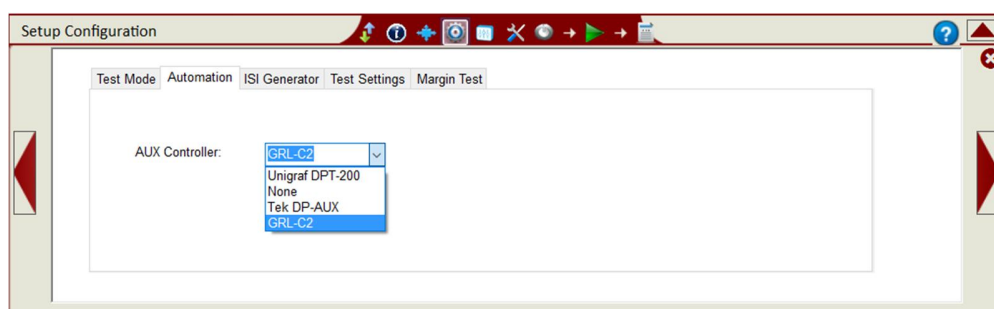 Setup Configuration
Test Mode Automation ISI Generator Test Settings Margin Test
AUX Controller: GRL-C2
Unigraf DPT-200
None
Tek DP-AUX
GRL-C2